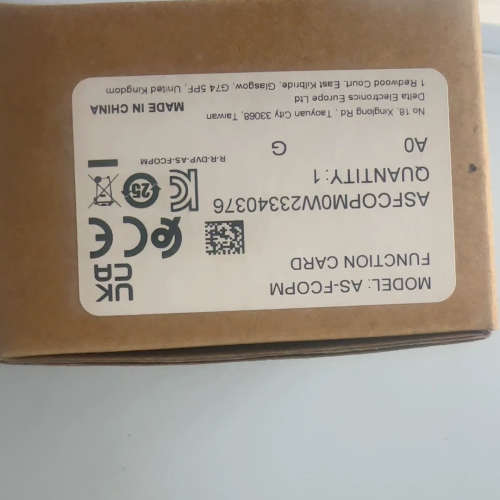 MODEL: AS-FCOPM
FUNCTION CARD
ASFCOPM0W23340376
QUANTITY: 1
A0 G
No 18, Xinglong Rd., Taoyuan City 33068, Taiwan
Delta Electronics Europe Ltd
1 Redwood Court, East Kilbride, Glasgow, G74 5PF, United Kingdom
MADE IN CHINA
UK
CA
CE
25
R-R-DVP-AS-FCOPM